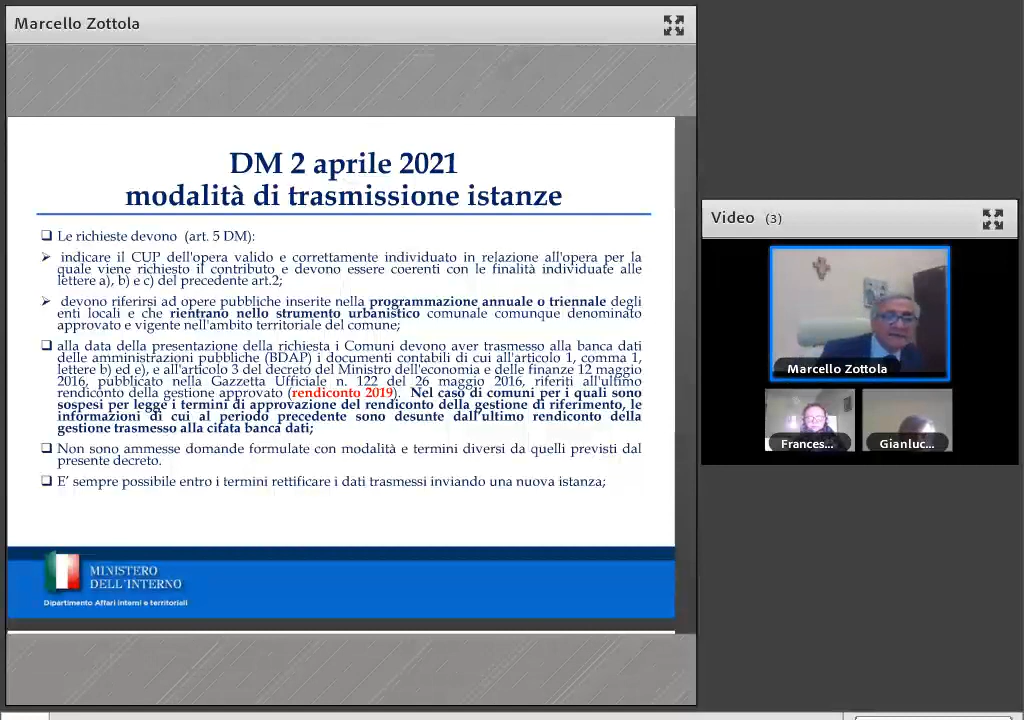 Marcello Zottola
DM 2 aprile 2021
modalità di trasmissione istanze
❑ Le richieste devono (art. 5 DM):
➢ indicare il CUP dell'opera valido e correttamente individuato in relazione all'opera per la
quale viene richiesto il contributo e devono essere coerenti con le finalità individuate alle
lettere a), b) e c) del precedente art.2;
➢ devono riferirsi ad opere pubbliche inserite nella programmazione annuale o triennale degli
enti locali e che rientrano nello strumento urbanistico comunale comunque denominato
approvato e vigente nell'ambito territoriale del comune;
❑ alla data della presentazione della richiesta i Comuni devono aver trasmesso alla banca dati
delle amministrazioni pubbliche (BDAP) i documenti contabili di cui all'articolo 1, comma 1,
lettere b) ed e), e all'articolo 3 del decreto del Ministro dell'economia e delle finanze 12 maggio
2016, pubblicato nella Gazzetta Ufficiale n. 122 del 26 maggio 2016, riferiti all'ultimo
rendiconto della gestione approvato (rendiconto 2019). Nel caso di comuni per i quali sono
sospesi per legge i termini di approvazione del rendiconto della gestione di riferimento, le
informazioni di cui al periodo precedente sono desunte dall'ultimo rendiconto della
gestione trasmesso alla citata banca dati;
❑ Non sono ammesse domande formulate con modalità e termini diversi da quelli previsti dal
presente decreto.
❑ E' sempre possibile entro i termini rettificare i dati trasmessi inviando una nuova istanza;
MINISTERO
DELL'INTERNO
Dipartimento Affari Interni e territoriali
Video (3)
Marcello Zottola
Frances...
Gianluc...